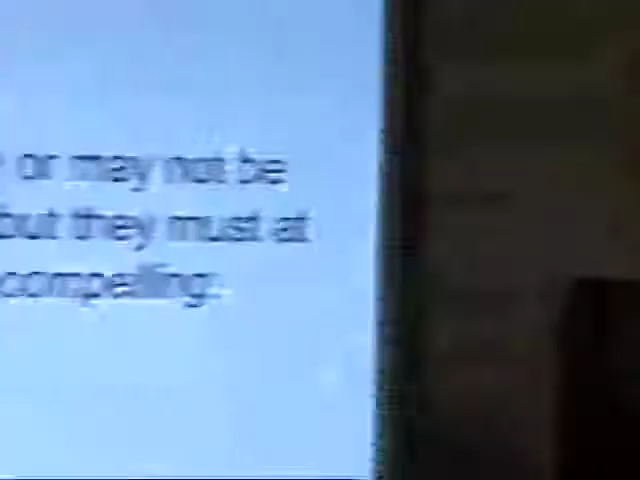 or may not be
but they must at
compelling.